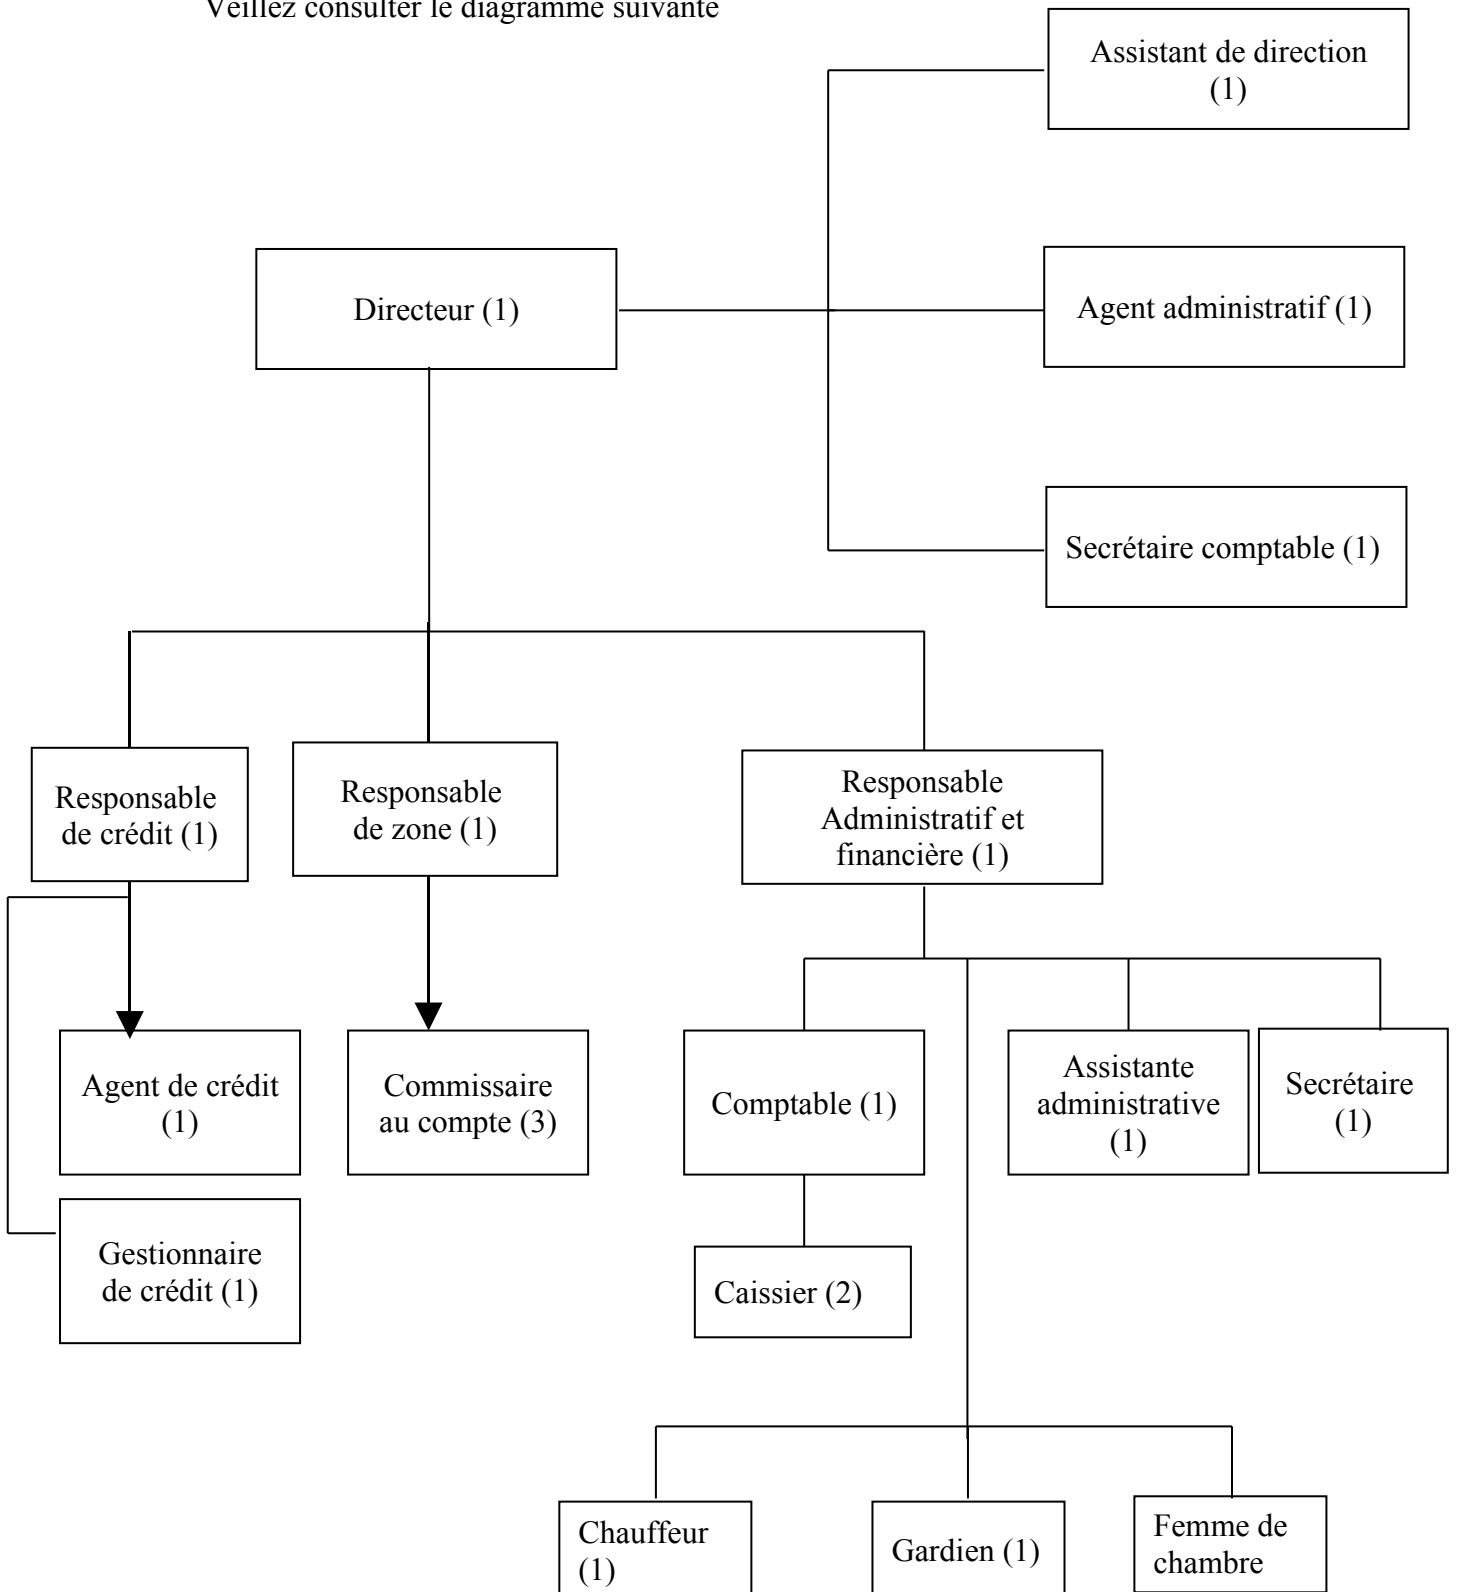 Veillez consulter le diagramme suivante
Assistant de direction
(1)
Directeur (1)
Agent administratif (1)
Secrétaire comptable (1)
Responsable
de crédit (1)
Responsable
de zone (1)
Responsable
Administratif et
financière (1)
Agent de crédit
(1)
Commissaire
au compte (3)
Comptable (1)
Assistante
administrative
(1)
Secrétaire
(1)
Gestionnaire
de crédit (1)
Caissier (2)
Chauffeur
(1)
Gardien (1)
Femme de
chambre